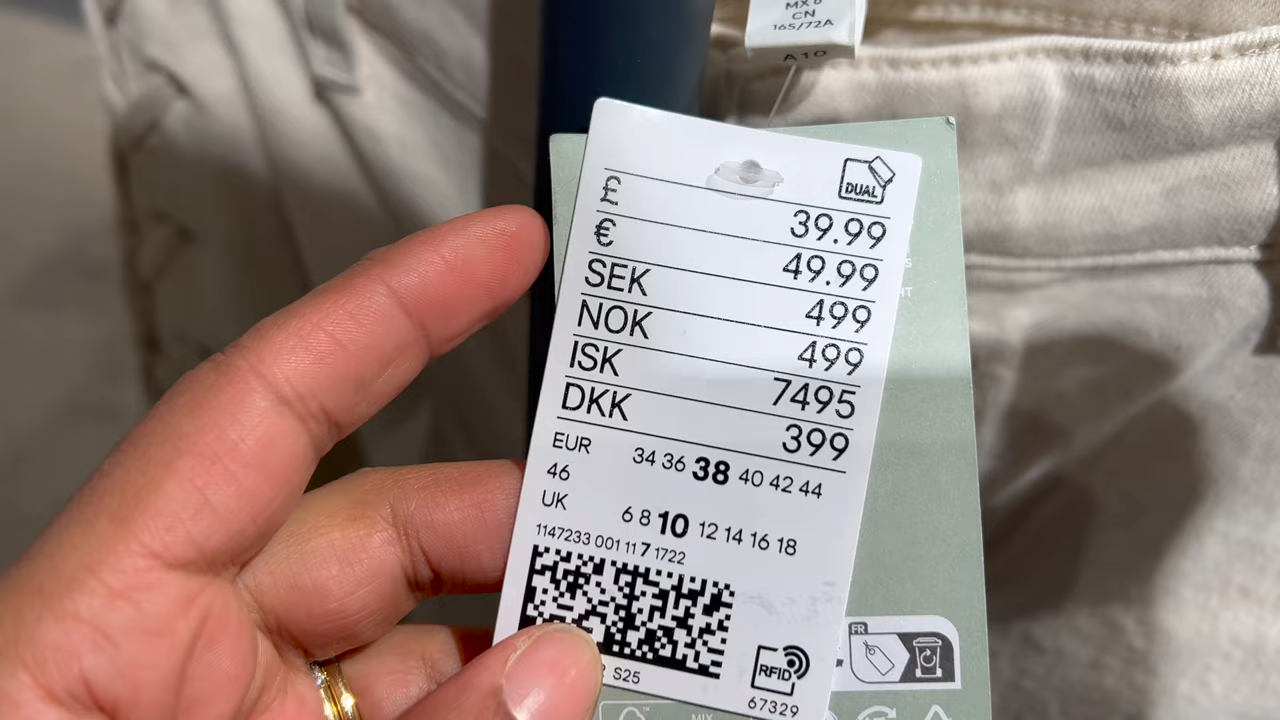 MX 6
CN
165/72A
A10
DUAL
£ 39.99
€ 49.99
SEK 499
NOK 499
ISK 7495
DKK 399
EUR 34 36 38 40 42 44
46
UK 6 8 10 12 14 16 18
1147233 001 11 7 1722
S25
RFID
67329
FR
MIX